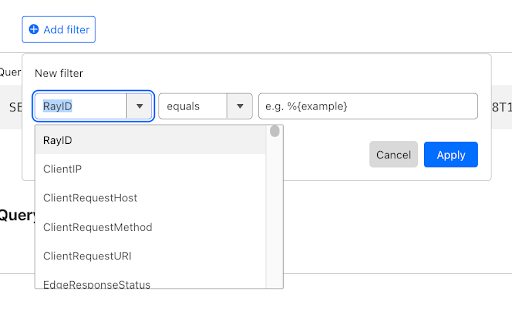 Add filter
Quer
New filter
SE
RayID
equals
e.g. %{example}
8T1
RayID
ClientIP
Cancel
Apply
ClientRequestHost
Query
ClientRequestMethod
ClientRequestURI
EdgeResponseStatus